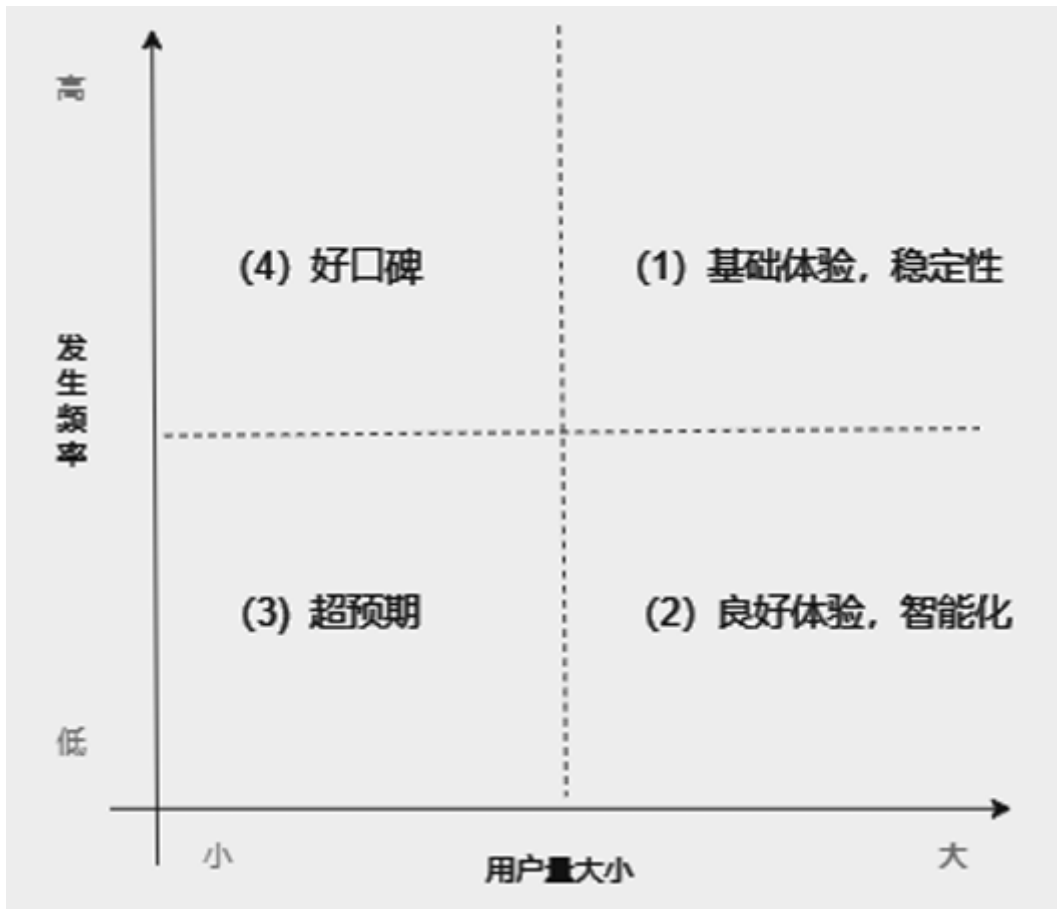 高
(4) 好口碑
(1) 基础体验，稳定性
发生频率
(3) 超预期
(2) 良好体验，智能化
低
小
用户量大小
大